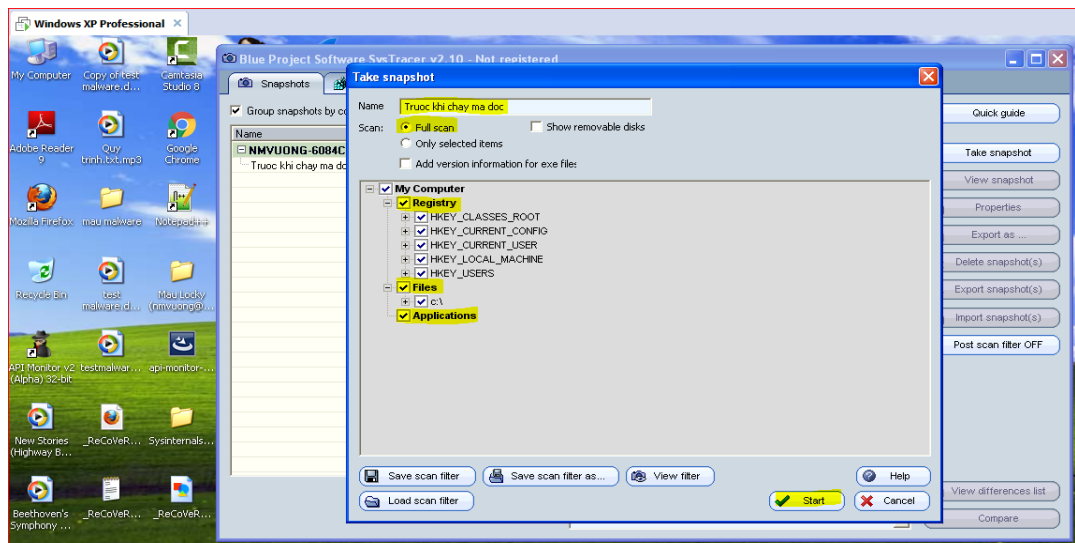 Windows XP Professional
My Computer
Copy of test malware.d...
Camtasia Studio 8
Adobe Reader 9
Quy trinh.txt.mp3
Google Chrome
Mozilla Firefox
mau malware
Notepad++
Recycle Bin
test malware.d...
Mau Locky (nmvuong@...
API Monitor v2 (Alpha) 32-bit
testmalwar...
api-monitor-...
New Stories (Highway B...
_ReCoVeR...
Sysinternals...
Beethoven's Symphony ...
_ReCoVeR...
_ReCoVeR...
Blue Project Software SysTracer v2.10 - Not registered
Snapshots
Group snapshots by co
Name
NMVUONG-6084C
Truoc khi chay ma do
Take snapshot
Name
Truoc khi chay ma doc
Scan:
Full scan
Show removable disks
Only selected items
Add version information for exe files
My Computer
Registry
HKEY_CLASSES_ROOT
HKEY_CURRENT_CONFIG
HKEY_CURRENT_USER
HKEY_LOCAL_MACHINE
HKEY_USERS
Files
c:\
Applications
Save scan filter
Save scan filter as...
View filter
Help
Load scan filter
Start
Cancel
Quick guide
Take snapshot
View snapshot
Properties
Export as ...
Delete snapshot(s)
Export snapshot(s)
Import snapshot(s)
Post scan filter OFF
View differences list
Compare